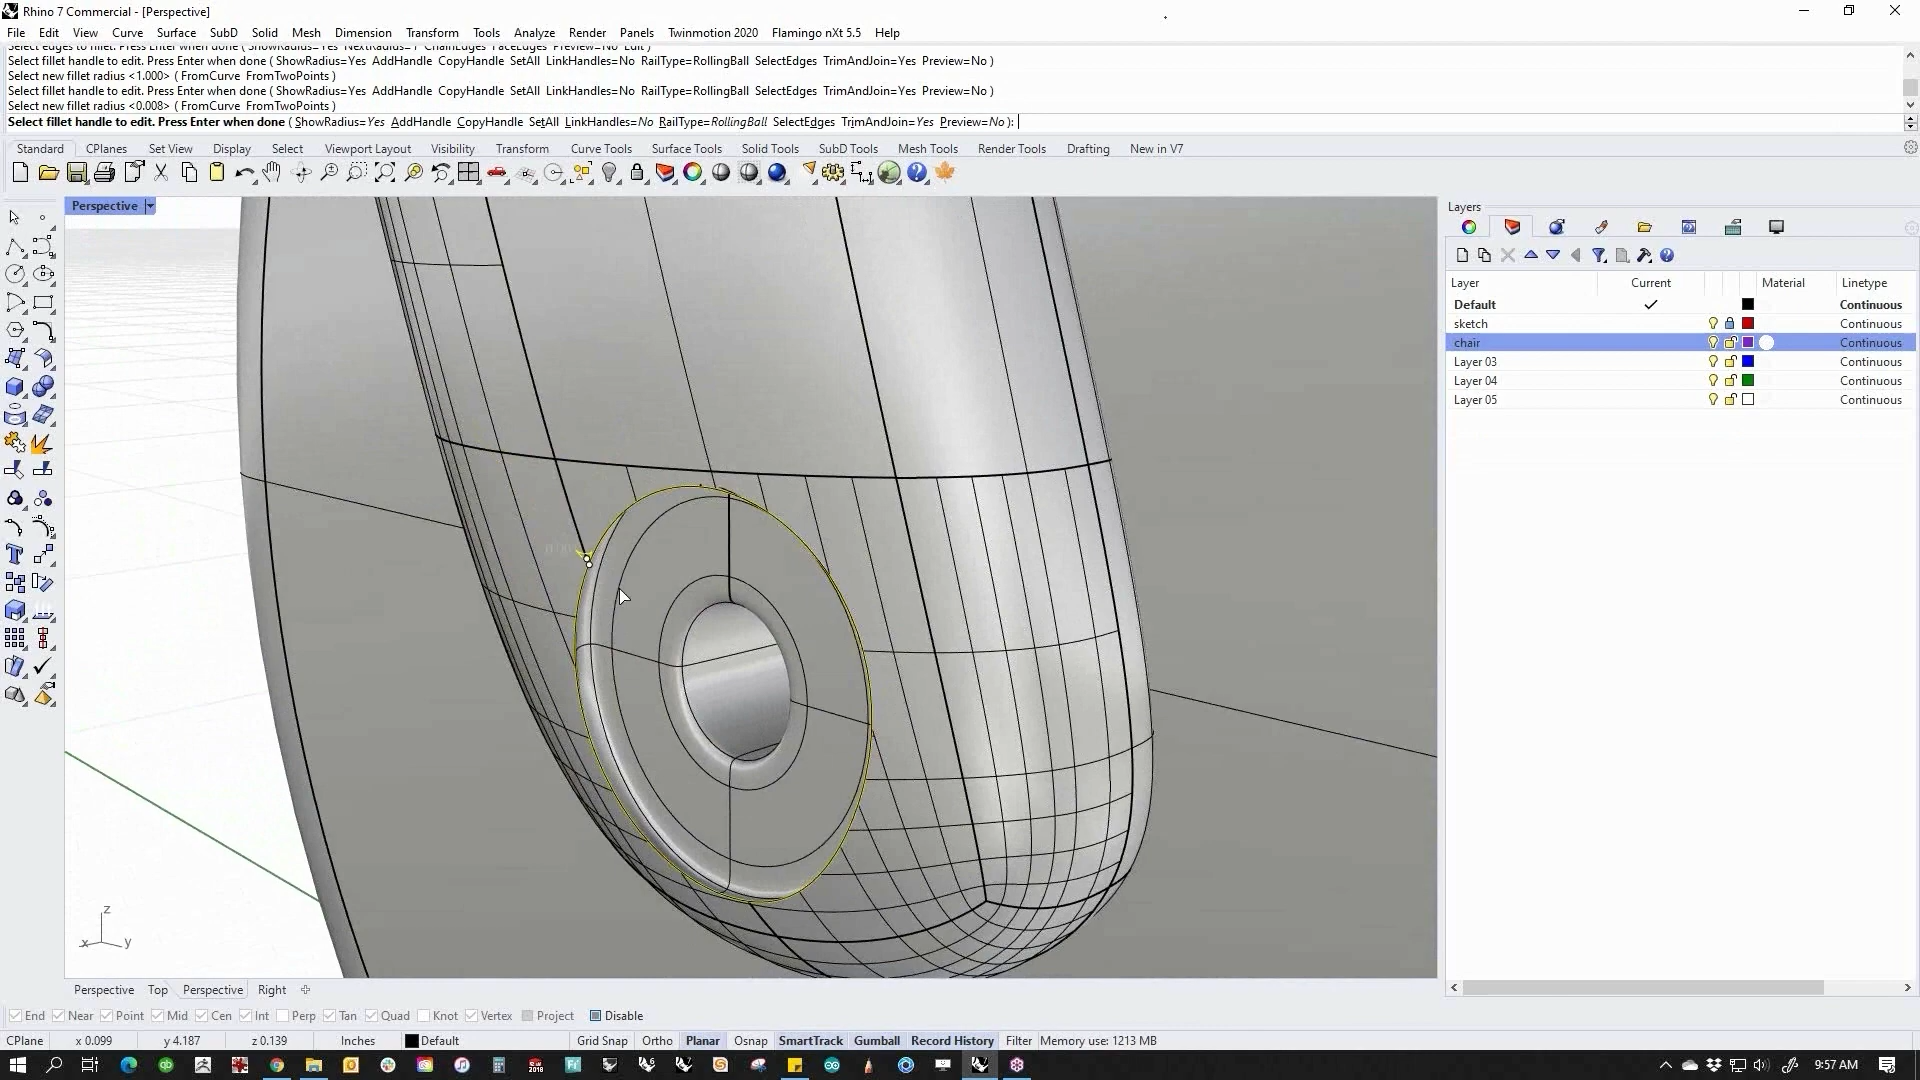 Rhino 7 Commercial - [Perspective]
File Edit View Curve Surface SubD Solid Mesh Dimension Transform Tools Analyze Render Panels Twinmotion 2020 Flamingo nXt 5.5 Help
Select fillet handle to edit. Press Enter when done ( ShowRadius=Yes AddHandle CopyHandle SetAll LinkHandles=No RailType=RollingBall SelectEdges TrimAndJoin=Yes Preview=No )
Select new fillet radius <1.000> ( FromCurve FromTwoPoints )
Select fillet handle to edit. Press Enter when done ( ShowRadius=Yes AddHandle CopyHandle SetAll LinkHandles=No RailType=RollingBall SelectEdges TrimAndJoin=Yes Preview=No )
Select new fillet radius <0.008> ( FromCurve FromTwoPoints )
Select fillet handle to edit. Press Enter when done ( ShowRadius=Yes AddHandle CopyHandle SetAll LinkHandles=No RailType=RollingBall SelectEdges TrimAndJoin=Yes Preview=No ):
Standard CPlanes Set View Display Select Viewport Layout Visibility Transform Curve Tools Surface Tools Solid Tools SubD Tools Mesh Tools Render Tools Drafting New in V7
Perspective
Layers
Layer Current Material Linetype
Default Continuous
sketch Continuous
chair Continuous
Layer 03 Continuous
Layer 04 Continuous
Layer 05 Continuous
z
x y
Perspective Top Perspective Right
End Near Point Mid Cen Int Perp Tan Quad Knot Vertex Project Disable
CPlane x 0.099 y 4.187 z 0.139 Inches Default Grid Snap Ortho Planar Osnap SmartTrack Gumball Record History Filter Memory use: 1213 MB
9:57 AM